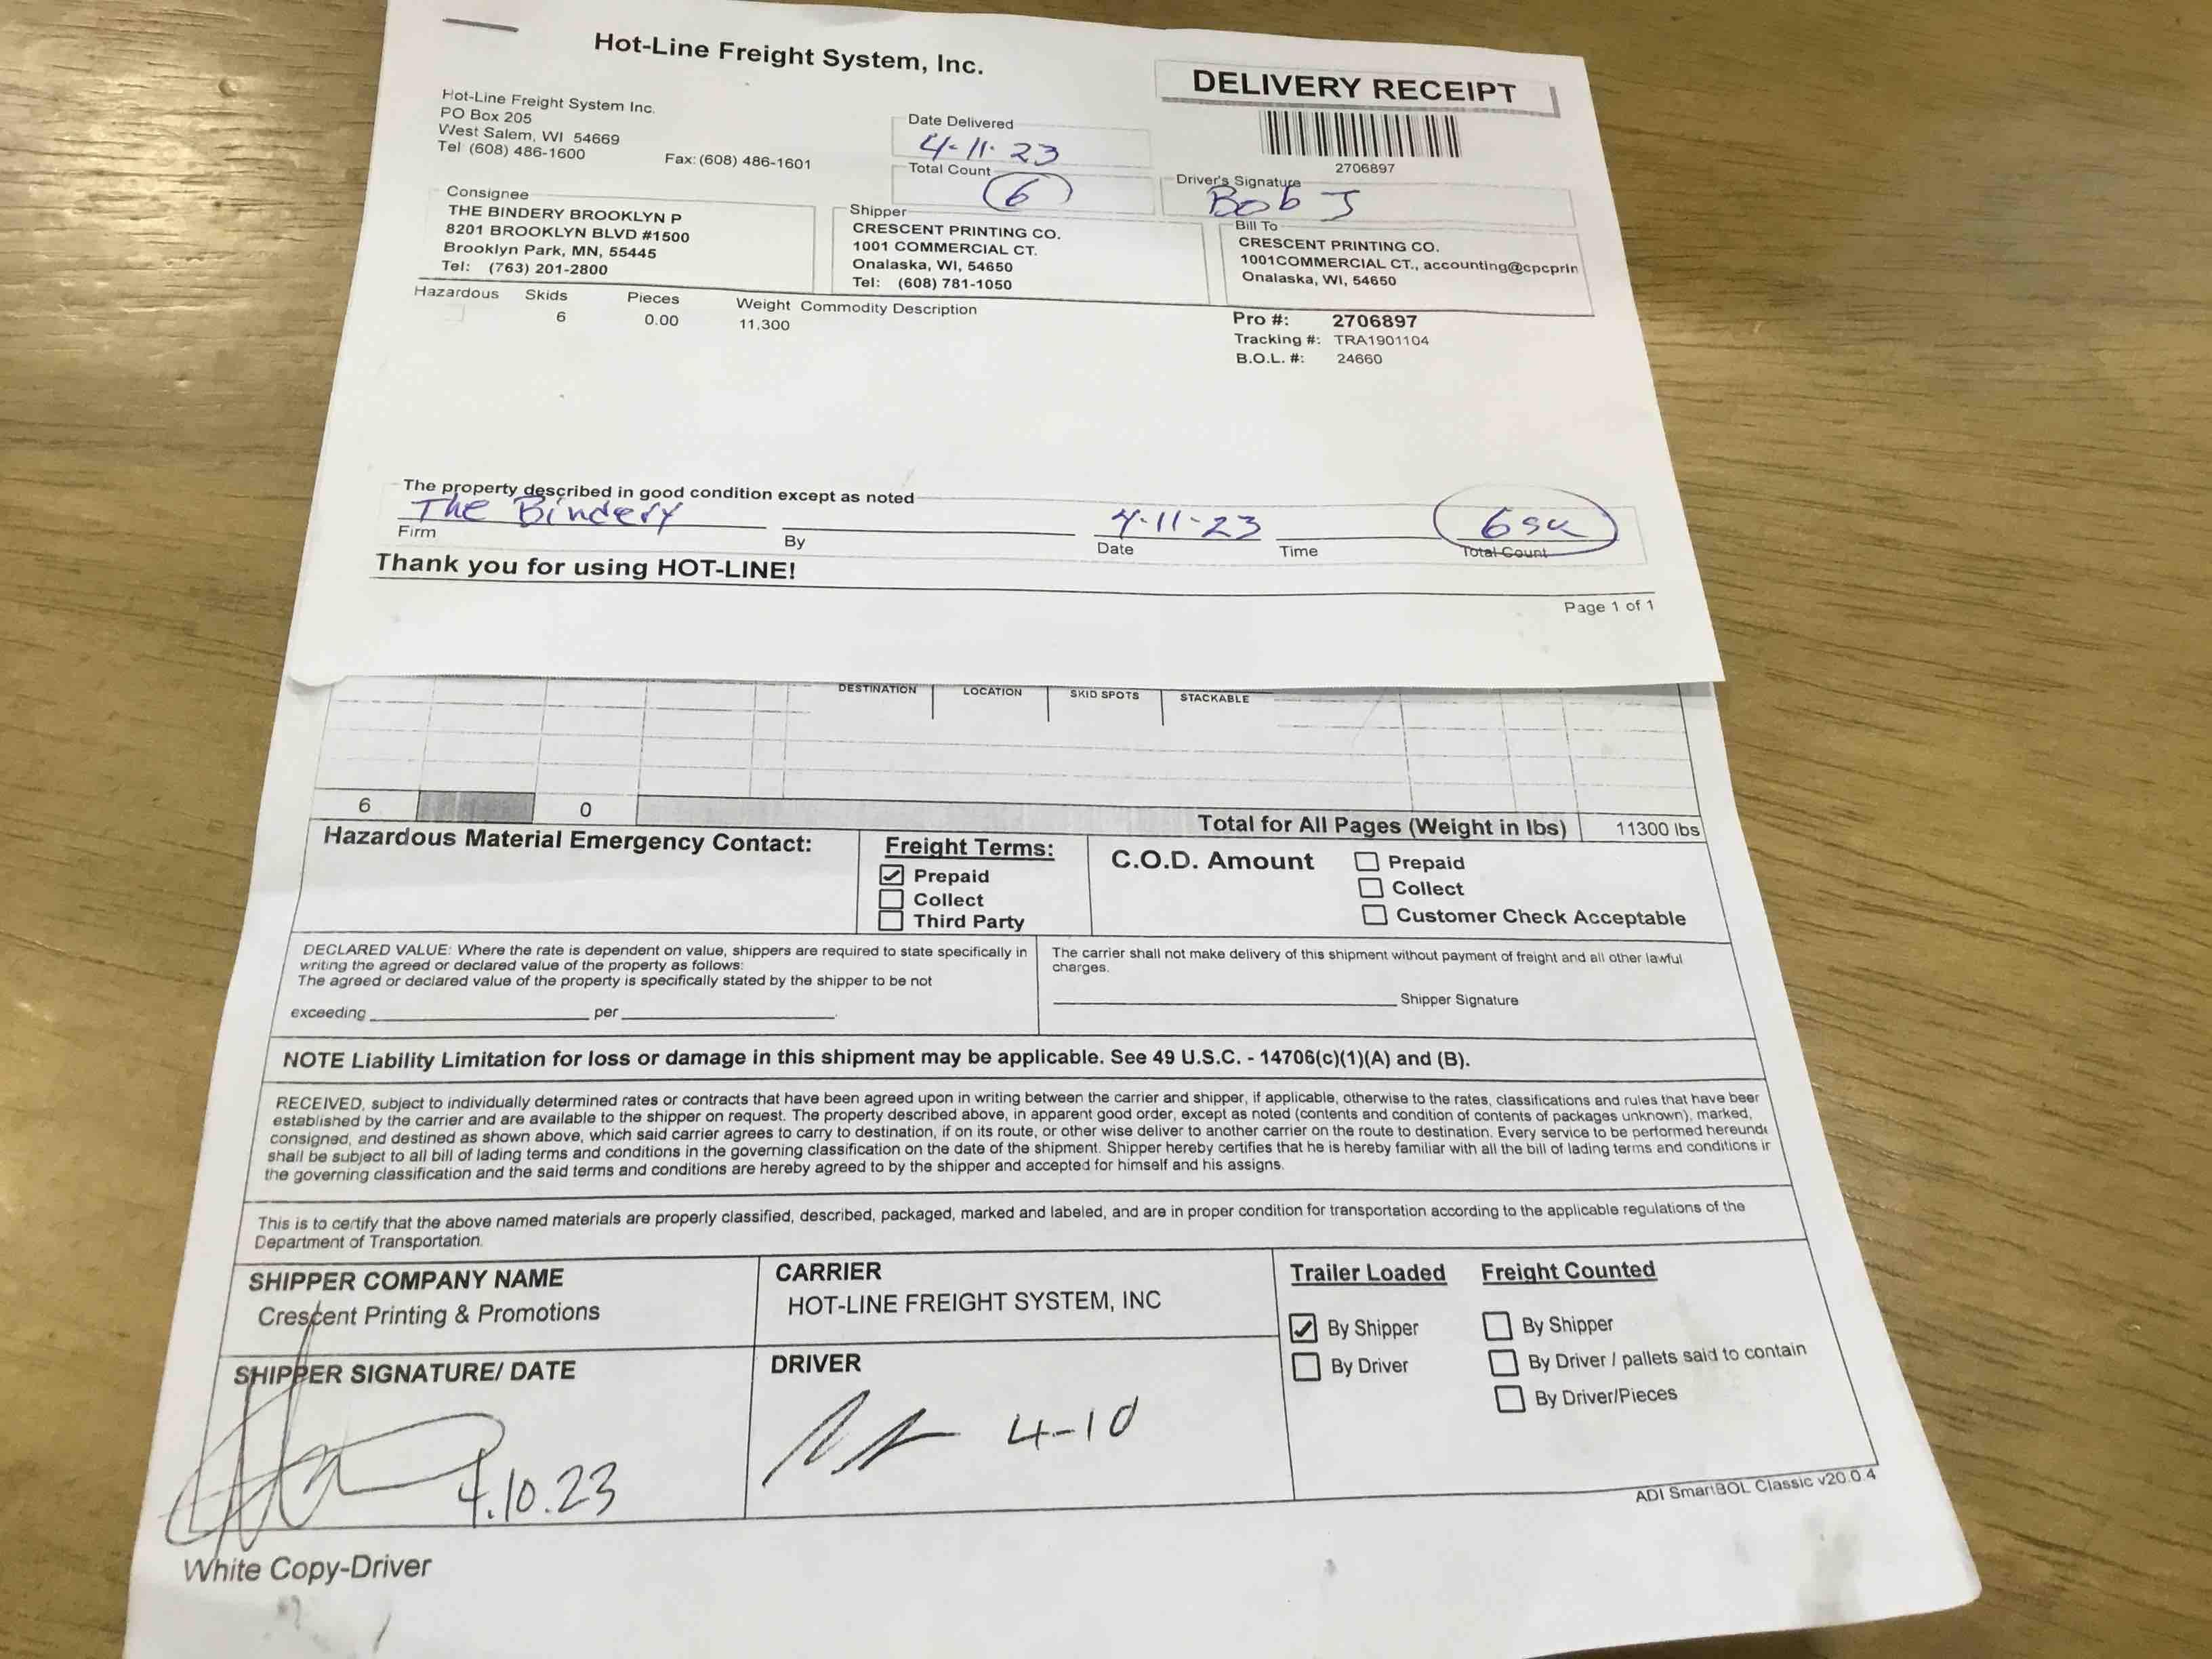 Hot-Line Freight System, Inc.
DELIVERY RECEIPT
Hot-Line Freight System Inc.
PO Box 205
West Salem, WI 54669
Tel (608) 486-1600 Fax: (608) 486-1601
Date Delivered
4-11-23
Total Count
6
2706897
Driver's Signature
Bob J
Consignee
THE BINDERY BROOKLYN P
8201 BROOKLYN BLVD #1500
Brooklyn Park, MN, 55445
Tel: (763) 201-2800
Shipper
CRESCENT PRINTING CO.
1001 COMMERCIAL CT.
Onalaska, WI, 54650
Tel: (608) 781-1050
Bill To
CRESCENT PRINTING CO.
1001COMMERCIAL CT., accounting@cpcprin
Onalaska, WI, 54650
Hazardous Skids Pieces Weight Commodity Description
6 0.00 11,300
Pro #: 2706897
Tracking #: TRA1901104
B.O.L. #: 24660
The property described in good condition except as noted
The Bindery 4-11-23 6 sk
Firm By Date Time Total Count
Thank you for using HOT-LINE!
Page 1 of 1
DESTINATION LOCATION SKID SPOTS STACKABLE
6 0 Total for All Pages (Weight in lbs) 11300 lbs
Hazardous Material Emergency Contact:
Freight Terms:
Prepaid
Collect
Third Party
C.O.D. Amount
Prepaid
Collect
Customer Check Acceptable
DECLARED VALUE: Where the rate is dependent on value, shippers are required to state specifically in
writing the agreed or declared value of the property as follows:
The agreed or declared value of the property is specifically stated by the shipper to be not
exceeding per .
The carrier shall not make delivery of this shipment without payment of freight and all other lawful
charges.
Shipper Signature
NOTE Liability Limitation for loss or damage in this shipment may be applicable. See 49 U.S.C. - 14706(c)(1)(A) and (B).
RECEIVED, subject to individually determined rates or contracts that have been agreed upon in writing between the carrier and shipper, if applicable, otherwise to the rates, classifications and rules that have beer
established by the carrier and are available to the shipper on request. The property described above, in apparent good order, except as noted (contents and condition of contents of packages unknown), marked,
consigned, and destined as shown above, which said carrier agrees to carry to destination, if on its route, or other wise deliver to another carrier on the route to destination. Every service to be performed hereund
shall be subject to all bill of lading terms and conditions in the governing classification on the date of the shipment. Shipper hereby certifies that he is hereby familiar with all the bill of lading terms and conditions ir
the governing classification and the said terms and conditions are hereby agreed to by the shipper and accepted for himself and his assigns.
This is to certify that the above named materials are properly classified, described, packaged, marked and labeled, and are in proper condition for transportation according to the applicable regulations of the
Department of Transportation.
SHIPPER COMPANY NAME
Crescent Printing & Promotions
CARRIER
HOT-LINE FREIGHT SYSTEM, INC
SHIPPER SIGNATURE/ DATE
4.10.23
DRIVER
4-10
Trailer Loaded
By Shipper
By Driver
Freight Counted
By Shipper
By Driver / pallets said to contain
By Driver/Pieces
ADI SmartBOL Classic v20.0.4
White Copy-Driver